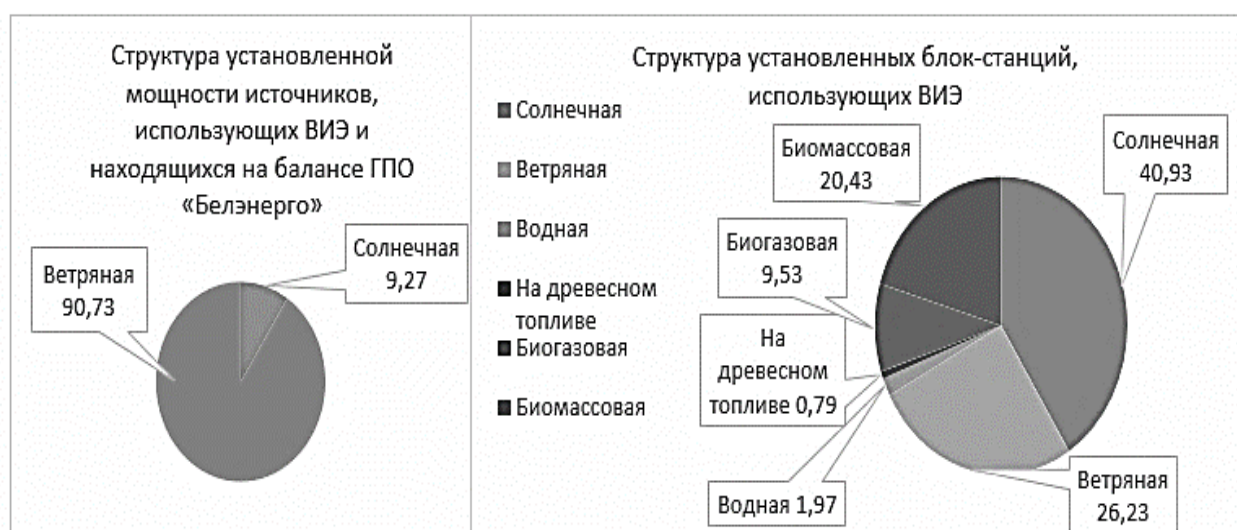 Структура установленной
мощности источников,
использующих ВИЭ и
находящихся на балансе ГПО
«Белэнерго»
Ветряная
90,73
Солнечная
9,27
Структура установленных блок-станций,
использующих ВИЭ
Солнечная
Ветряная
Водная
На древесном
топливе
Биогазовая
Биомассовая
Биомассовая
20,43
Солнечная
40,93
Биогазовая
9,53
На
древесном
топливе 0,79
Водная 1,97
Ветряная
26,23